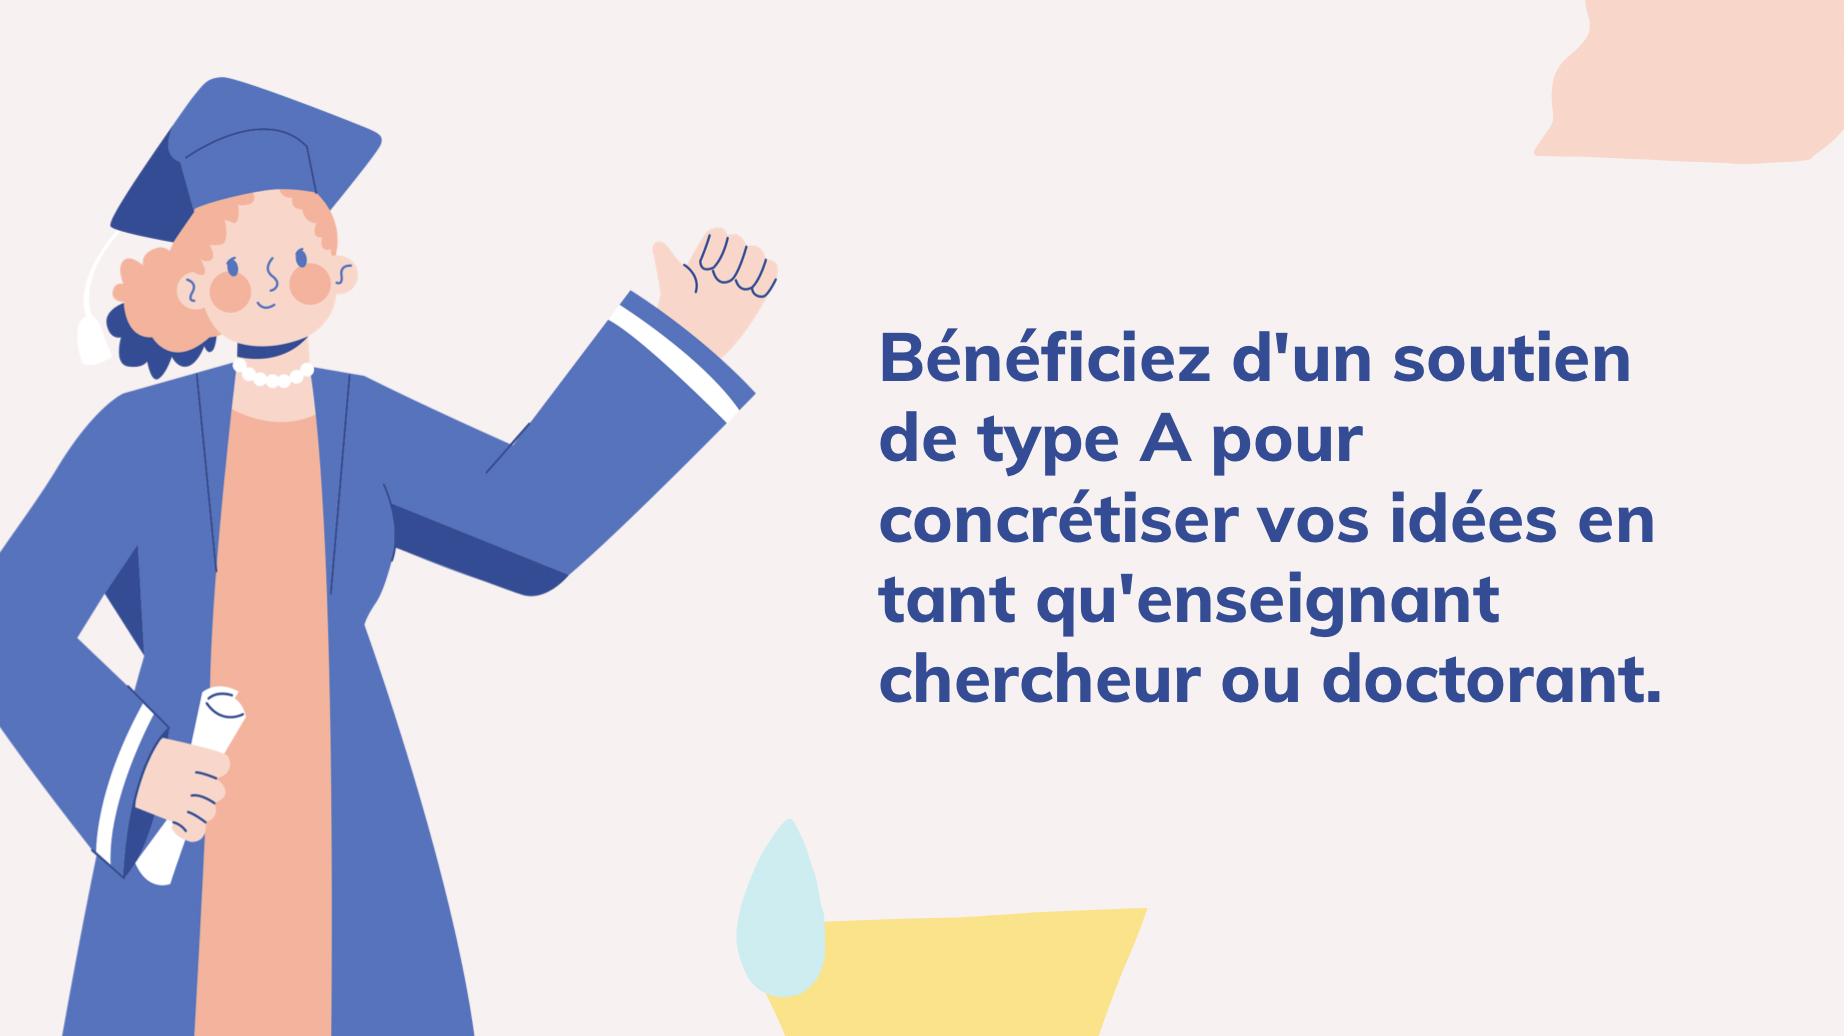 Bénéficiez d'un soutien
de type A pour
concrétiser vos idées en
tant qu'enseignant
chercheur ou doctorant.